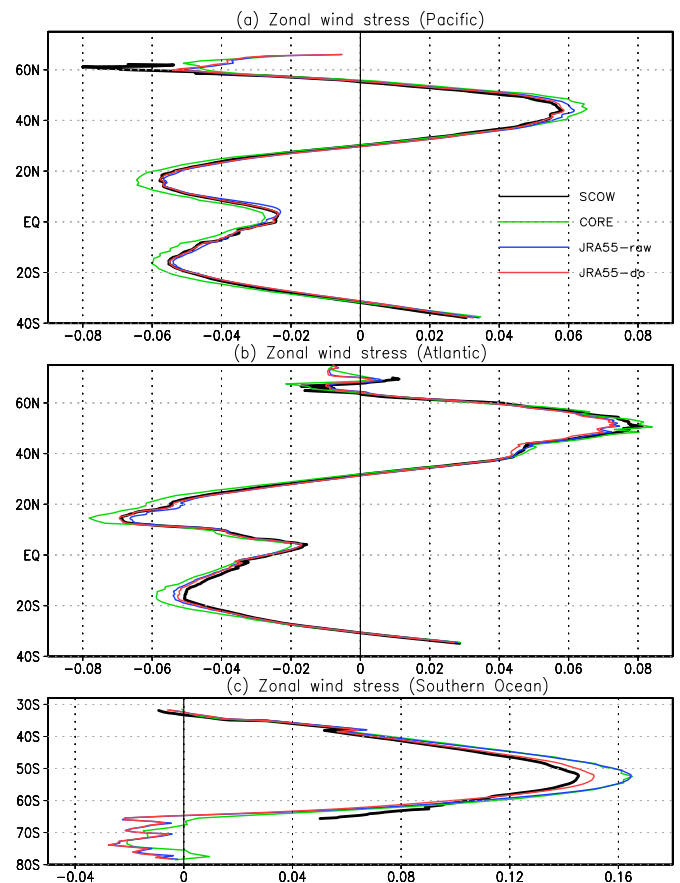 (a) Zonal wind stress (Pacific)
60N
40N
20N
EQ
20S
40S
SCOW
CORE
JRA55-raw
JRA55-do
-0.08 -0.06 -0.04 -0.02 0 0.02 0.04 0.06 0.08
(b) Zonal wind stress (Atlantic)
60N
40N
20N
EQ
20S
40S
-0.08 -0.06 -0.04 -0.02 0 0.02 0.04 0.06 0.08
(c) Zonal wind stress (Southern Ocean)
30S
40S
50S
60S
70S
80S
-0.04 0 0.04 0.08 0.12 0.16